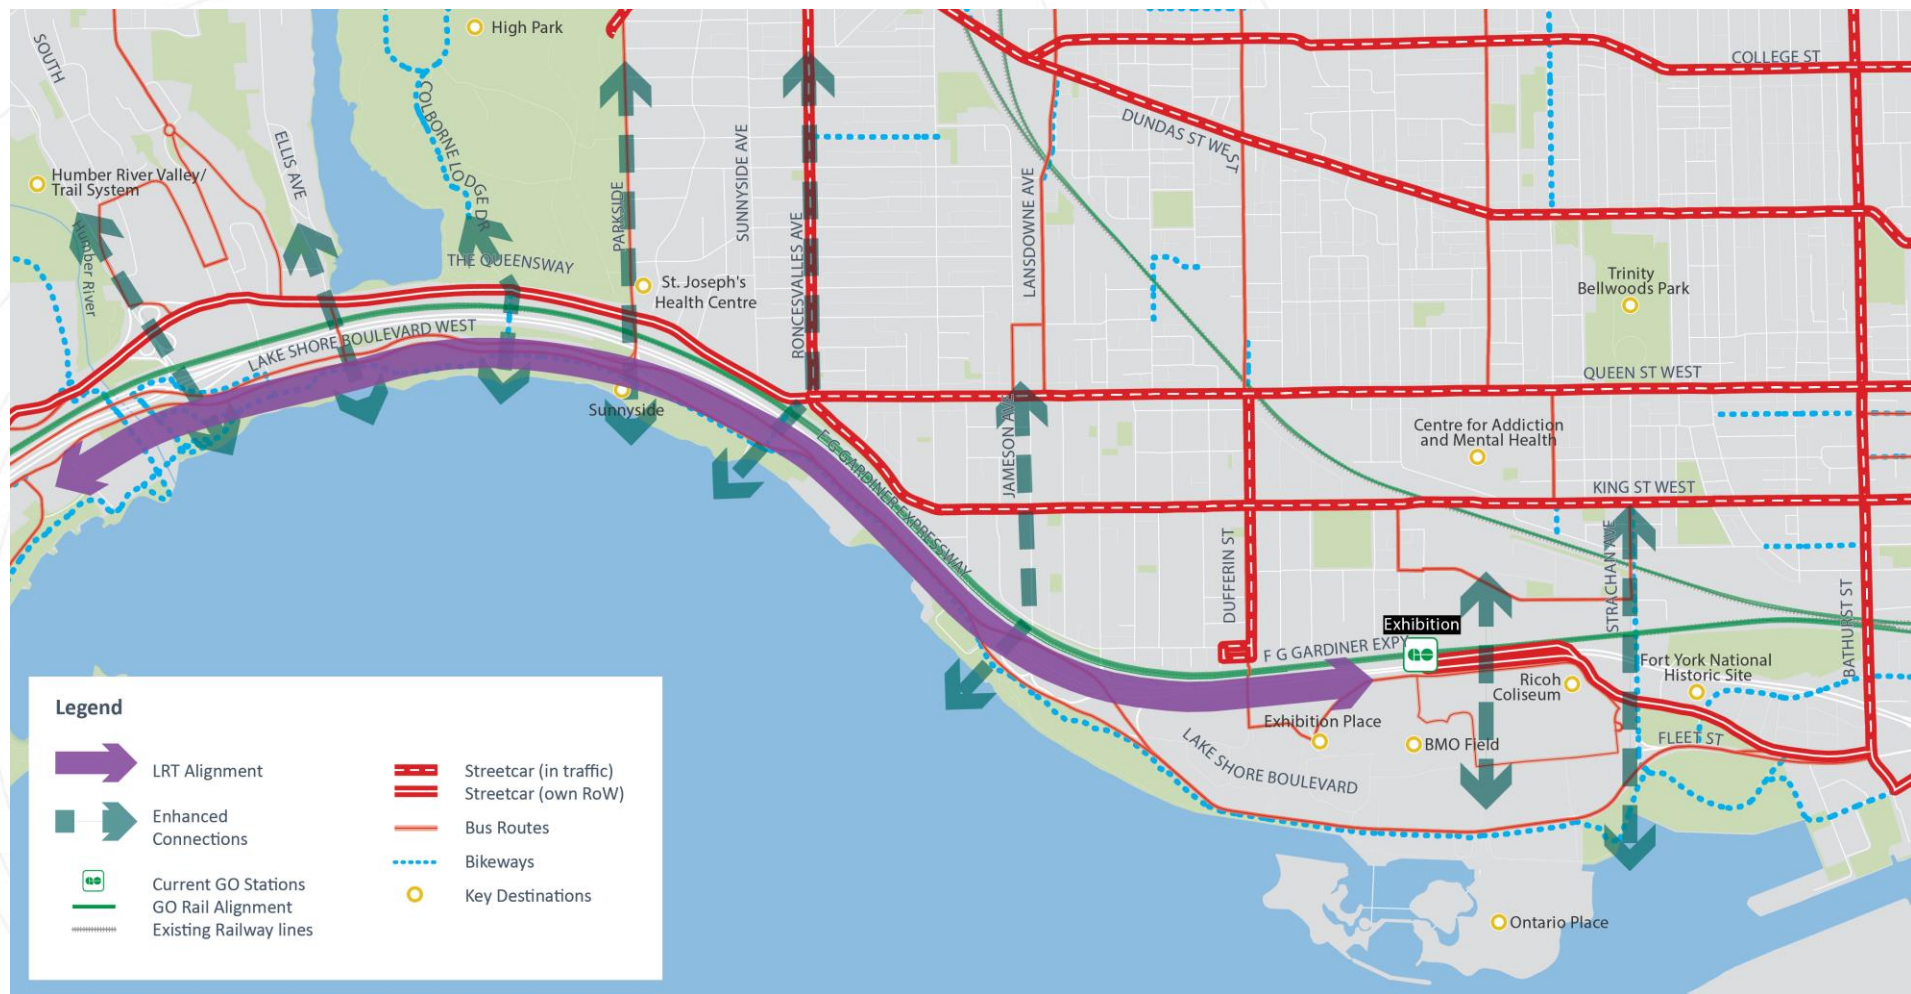 High Park
SOUTH
COLLEGE ST
COLBORNE LODGE DR
DUNDAS ST WEST
ELLIS AVE
SUNNYSIDE AVE
Humber River Valley/
Trail System
PARKSIDE
LANSDOWNE AVE
RONCESVALLES AVE
Humber River
THE QUEENSWAY
St. Joseph's
Health Centre
Trinity
Bellwoods Park
LAKE SHORE BOULEVARD WEST
QUEEN ST WEST
Sunnyside
JAMESON AVE
Centre for Addiction
and Mental Health
F G GARDINER EXPRESSWAY
KING ST WEST
DUFFERIN ST
STRACHAN AVE
BATHURST ST
Exhibition
GO
F G GARDINER EXPY
Fort York National
Historic Site
Ricoh
Coliseum
Exhibition Place
BMO Field
FLEET ST
LAKE SHORE BOULEVARD
Ontario Place
Legend
LRT Alignment
Enhanced
Connections
GO
Current GO Stations
GO Rail Alignment
Existing Railway lines
Streetcar (in traffic)
Streetcar (own RoW)
Bus Routes
Bikeways
Key Destinations